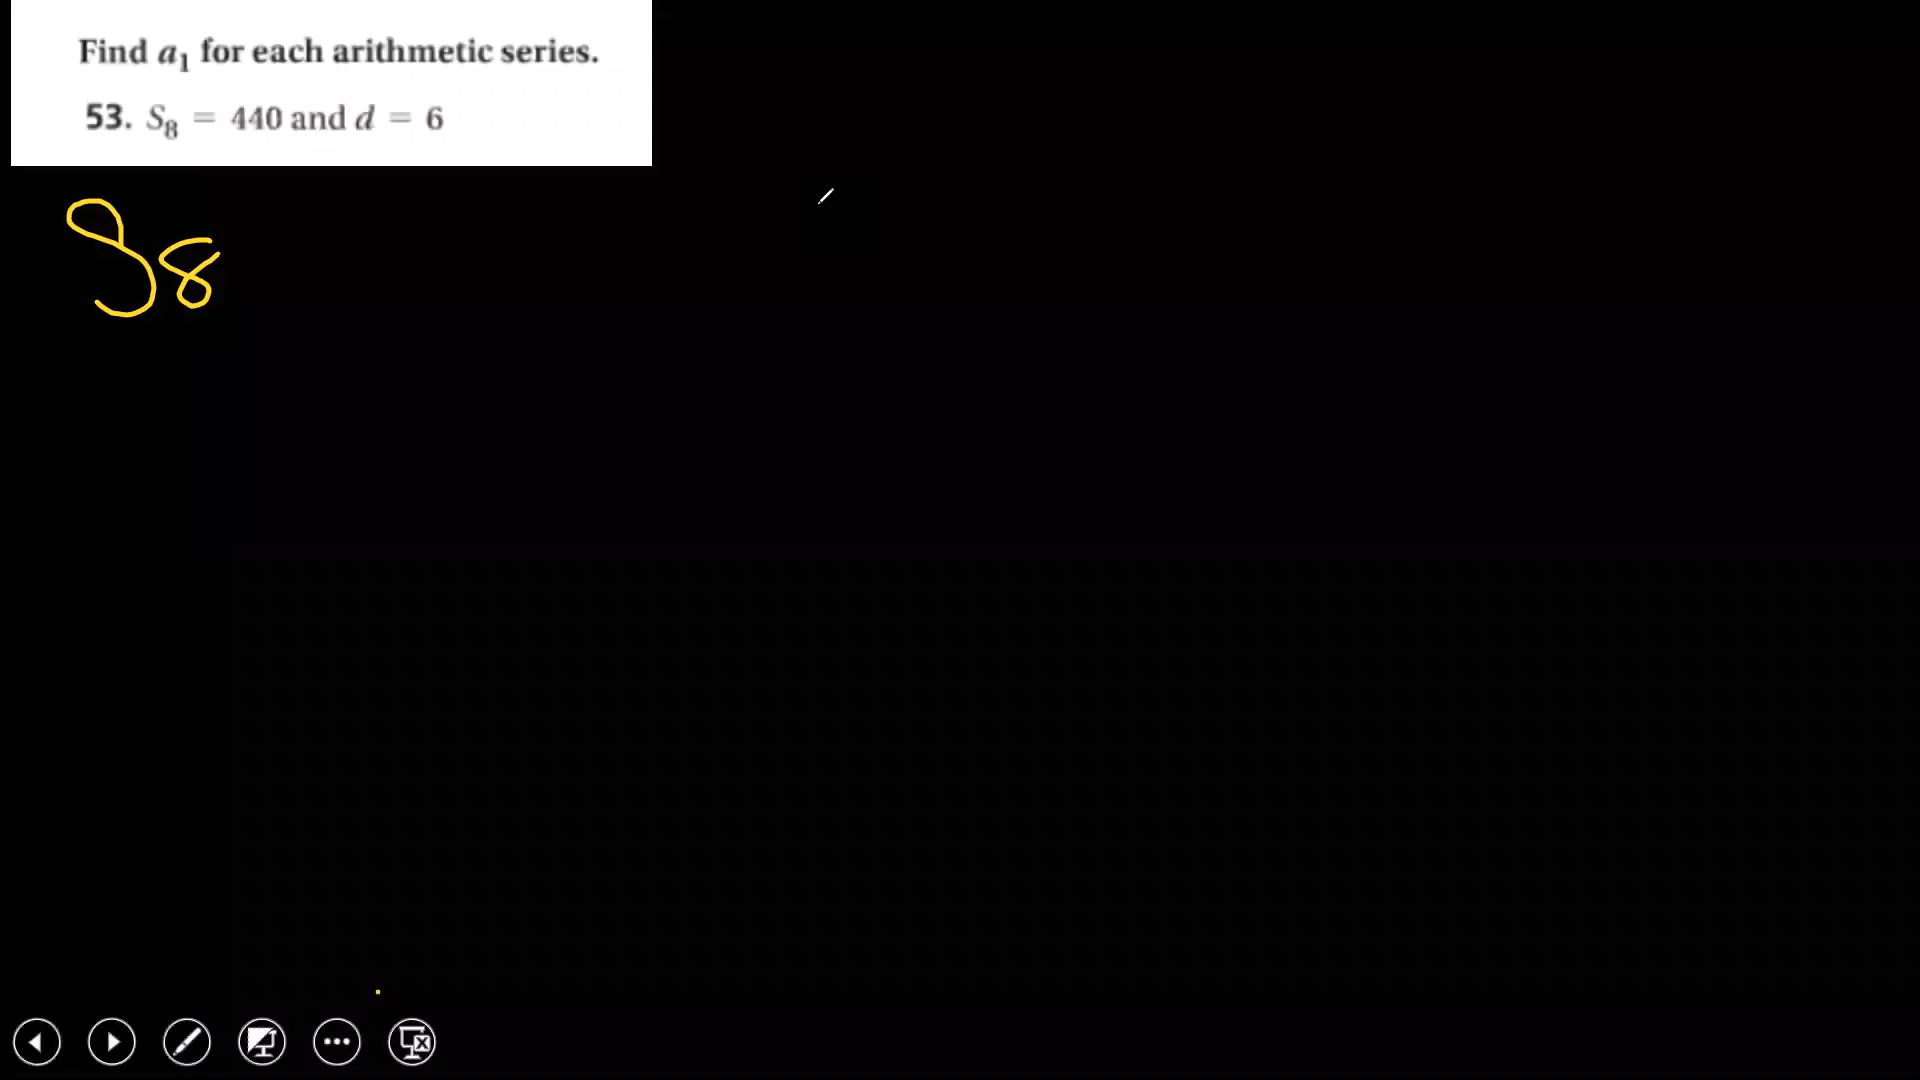 Find a₁ for each arithmetic series.
53. S₈ = 440 and d = 6
S8